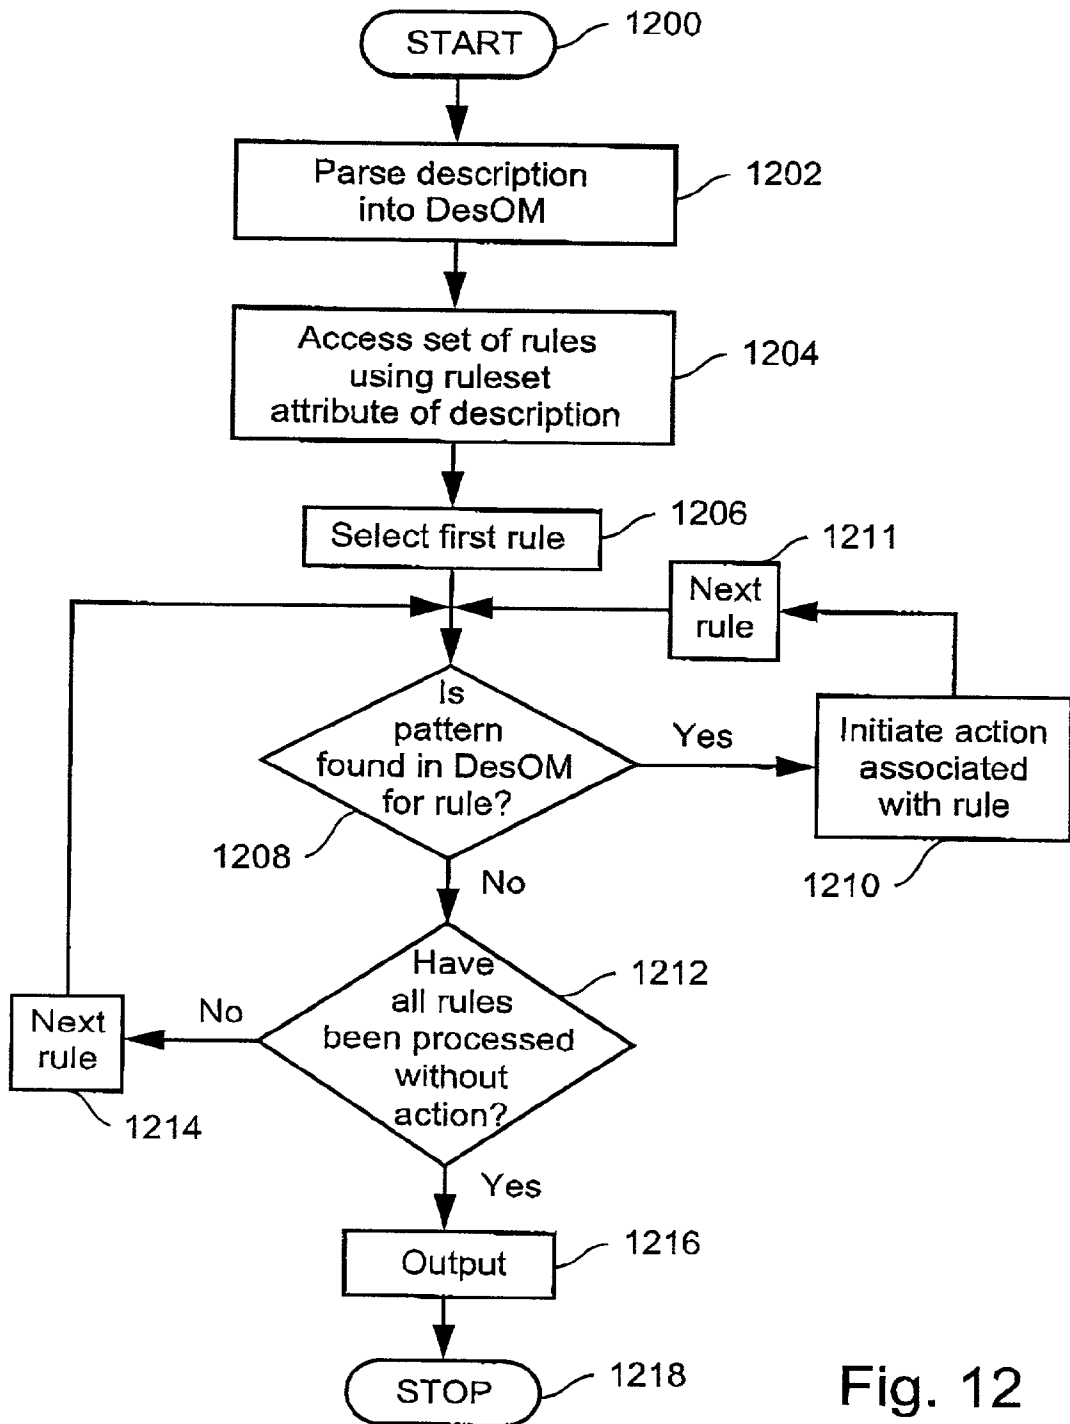 START
1200
Parse description
into DesOM
1202
Access set of rules
using ruleset
attribute of description
1204
Select first rule
1206
1211
Next
rule
Is
pattern
found in DesOM
for rule?
1208
Yes
Initiate action
associated
with rule
1210
No
Have
all rules
been processed
without
action?
1212
No
Next
rule
1214
Yes
Output
1216
STOP
1218
Fig. 12